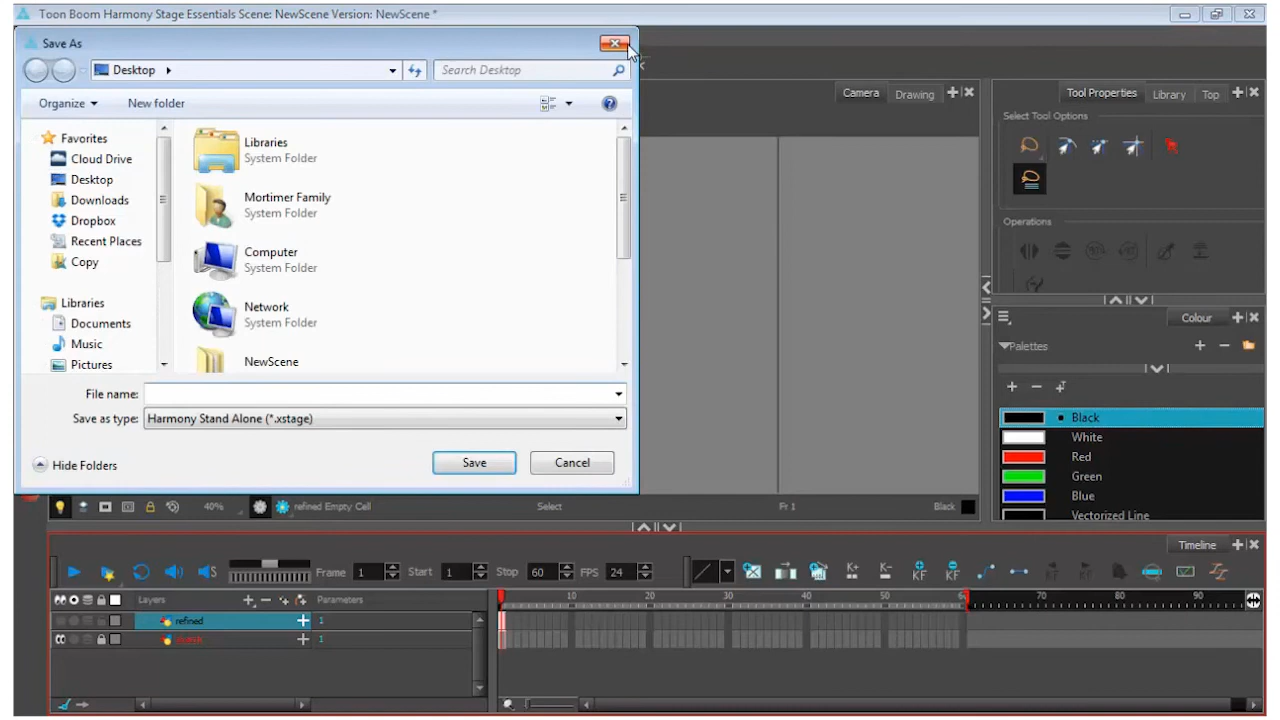 Toon Boom Harmony Stage Essentials Scene: NewScene Version: NewScene *
Save As
Desktop
Search Desktop
Organize
New folder
Favorites
Cloud Drive
Desktop
Downloads
Dropbox
Recent Places
Copy
Libraries
Documents
Music
Pictures
Libraries
System Folder
Mortimer Family
System Folder
Computer
System Folder
Network
System Folder
NewScene
File name:
Save as type: Harmony Stand Alone (*.xstage)
Hide Folders
Save
Cancel
Camera
Drawing
Tool Properties
Library
Top
Select Tool Options
Operations
Colour
Palettes
Black
White
Red
Green
Blue
Vectorized Line
40%
refined Empty Cell
Select
Fr 1
Black
Timeline
Frame 1 Start 1 Stop 60 FPS 24
KF KF
Layers
Parameters
10 20 30 40 50 60 70 80 90
refined 1
1